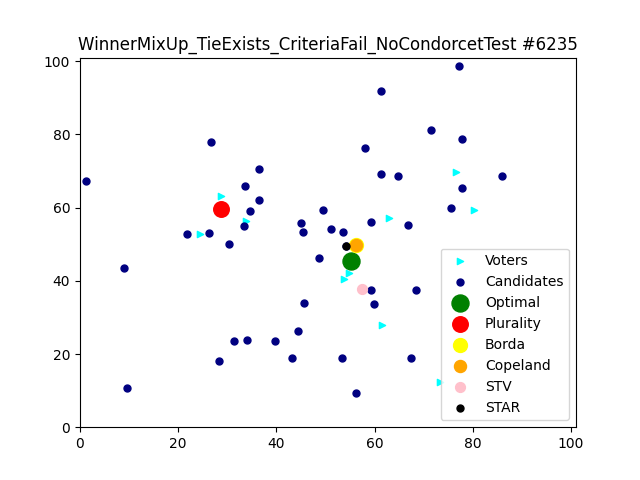 WinnerMixUp_TieExists_CriteriaFail_NoCondorcetTest #6235
100
80
60
40
20
0
Voters
Candidates
Optimal
Plurality
Borda
Copeland
STV
STAR
0 20 40 60 80 100